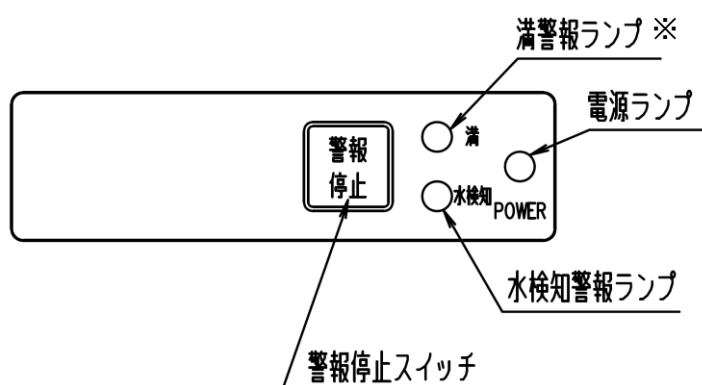 満警報ランプ ※
電源ランプ
警報
停止
満
水検知
POWER
水検知警報ランプ
警報停止スイッチ